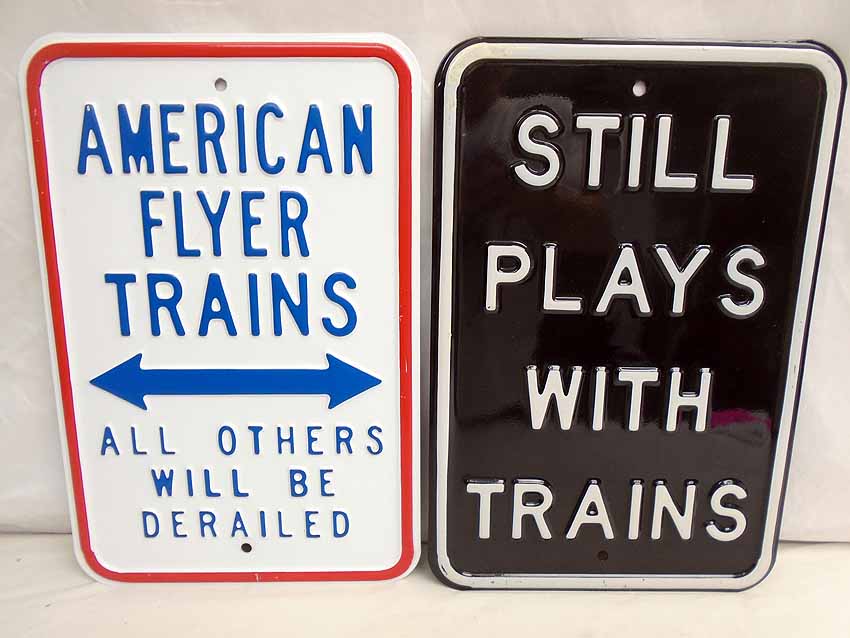 AMERICAN
FLYER
TRAINS
ALL OTHERS
WILL BE
DERAILED
STILL
PLAYS
WITH
TRAINS